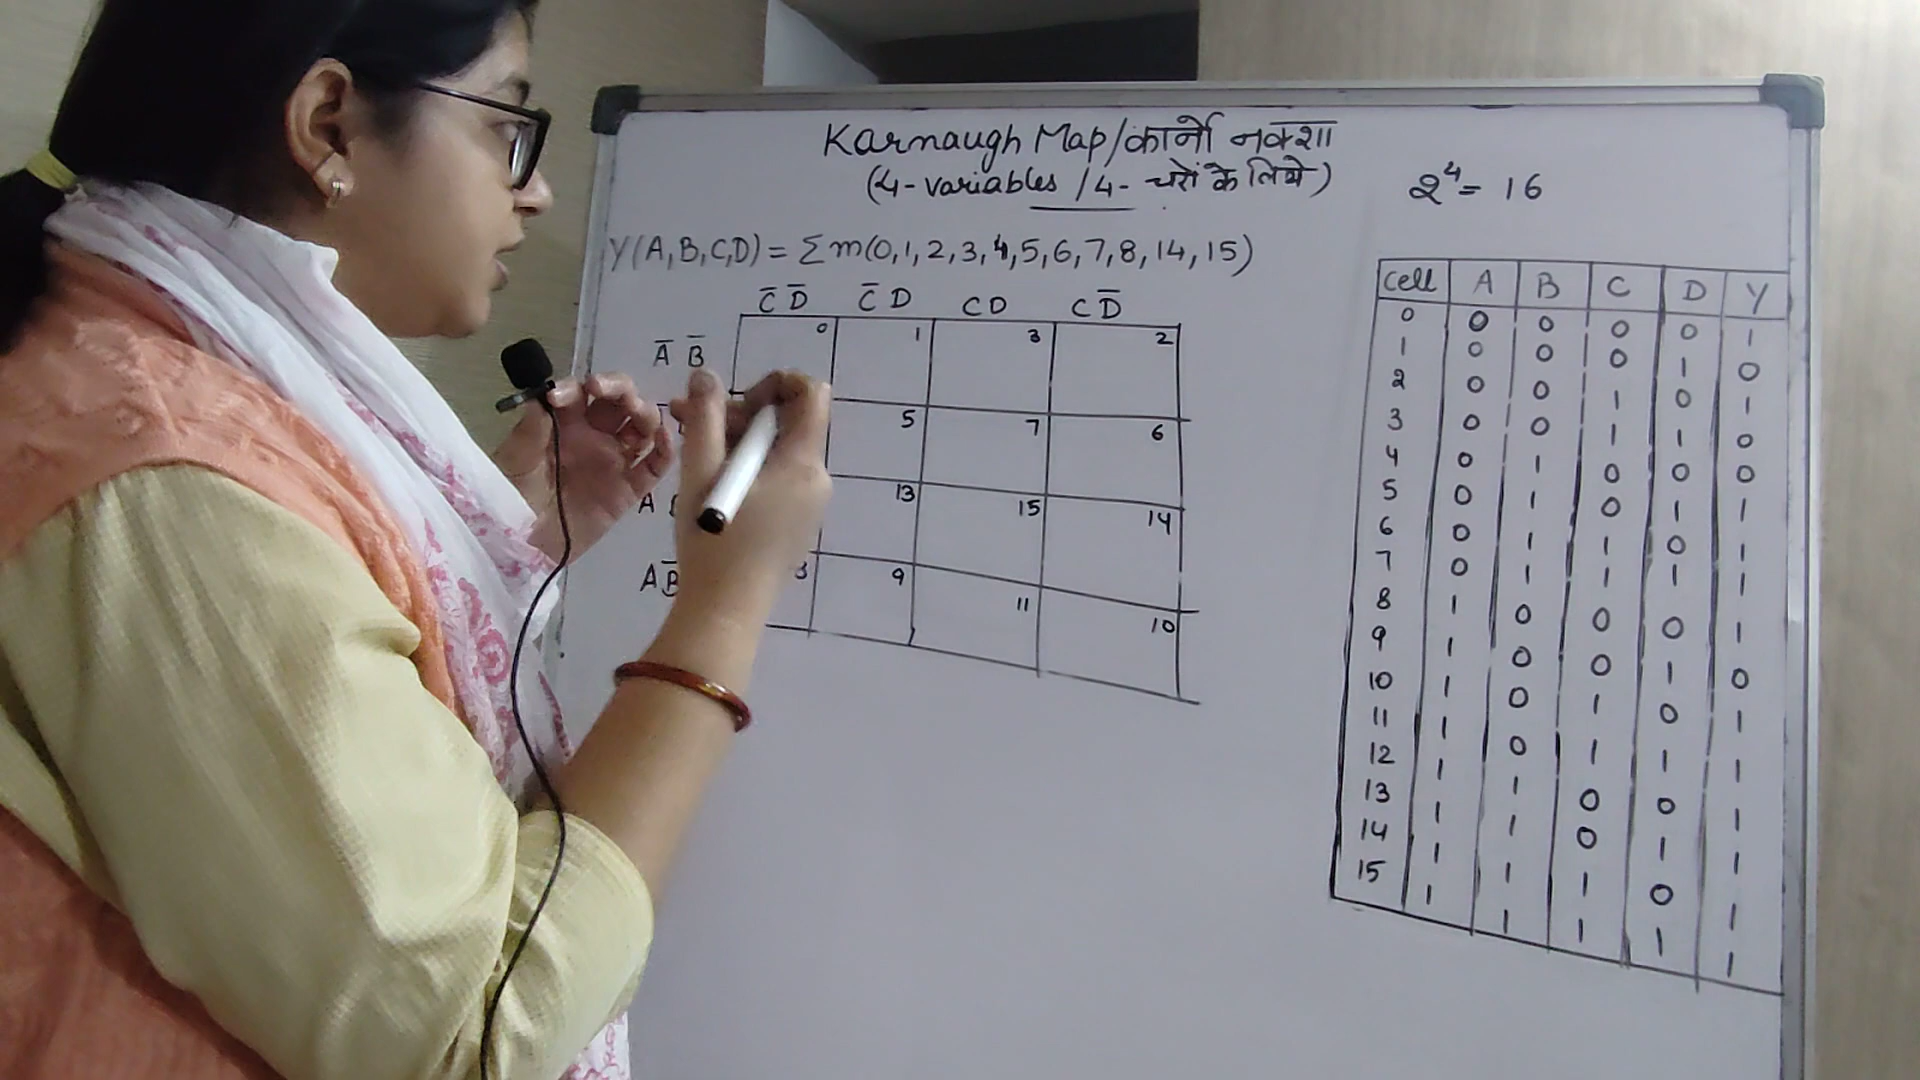 Karnaugh Map/कार्नो नक्शा
(4-variables /4- चरों के लिये)
2⁴= 16
Y(A,B,C,D) = Σ m(0,1,2,3,4,5,6,7,8,14,15)
C̅ D̅ C̅ D C D C D̅
A̅ B̅ 0 1 3 2
5 7 6
A 13 15 14
A B̅ 9 11 10
Cell A B C D Y
0 0 0 0 0 1
1 0 0 0 1 0
2 0 0 1 0 1
3 0 0 1 1 0
4 0 1 0 0 0
5 0 1 0 1 1
6 0 1 1 0 1
7 0 1 1 1 1
8 1 0 0 0 1
9 1 0 0 1 0
10 1 0 1 0 1
11 1 0 1 1 1
12 1 1 0 0 1
13 1 1 0 1 1
14 1 1 1 0 1
15 1 1 1 1 1